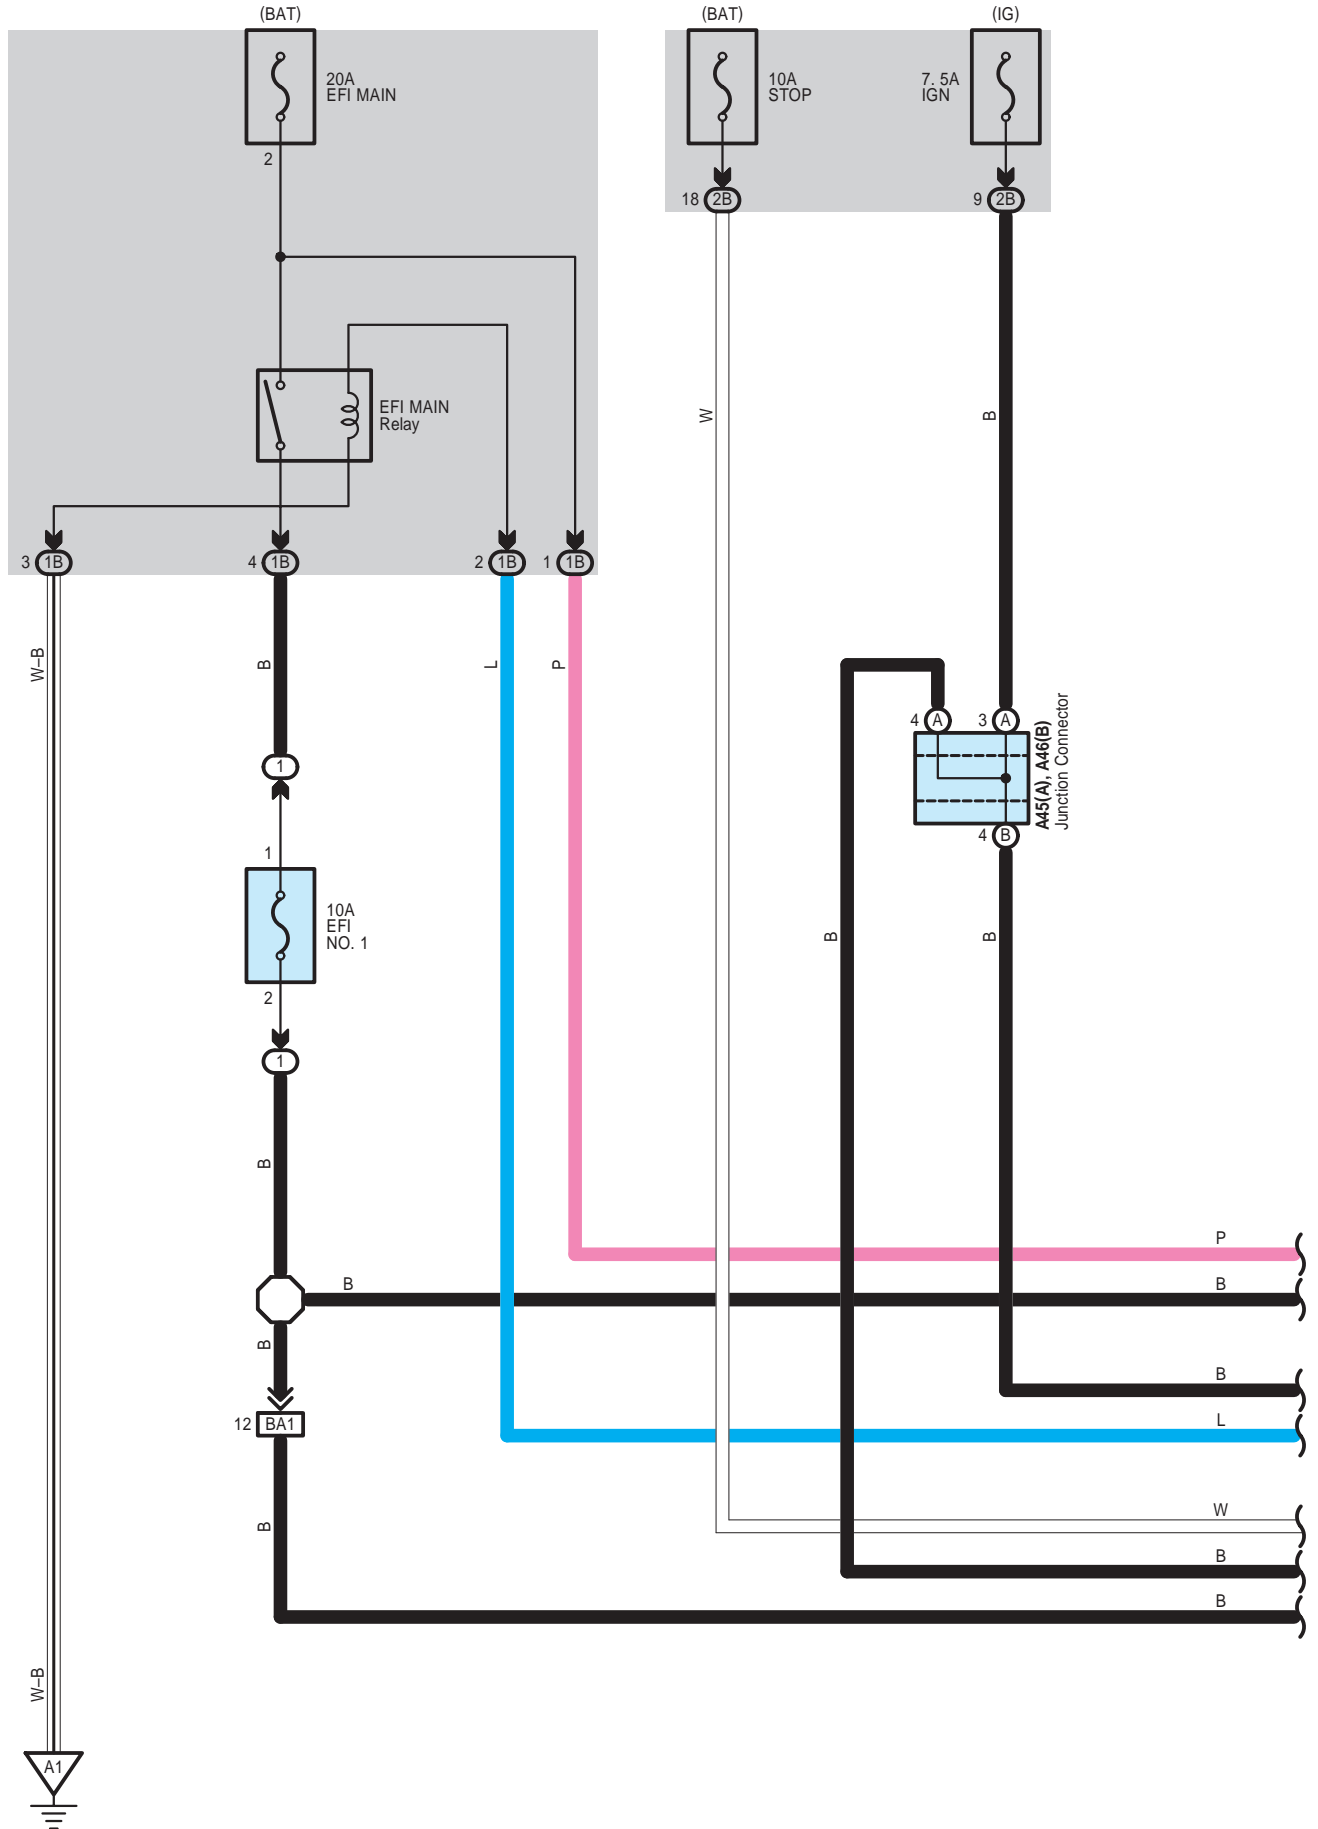 (BAT)
(BAT)
(IG)
20A
EFI MAIN
10A
STOP
7. 5A
IGN
2
18 2B
9 2B
EFI MAIN
Relay
W
B
3 1B
4 1B
2 1B
1 1B
W–B
B
L
P
4 A
3 A
A45(A), A46(B)
Junction Connector
1
4 B
1
10A
EFI
NO. 1
B
B
2
1
B
P
B
B
B
B
12 BA1
L
W
B
B
B
W–B
A1